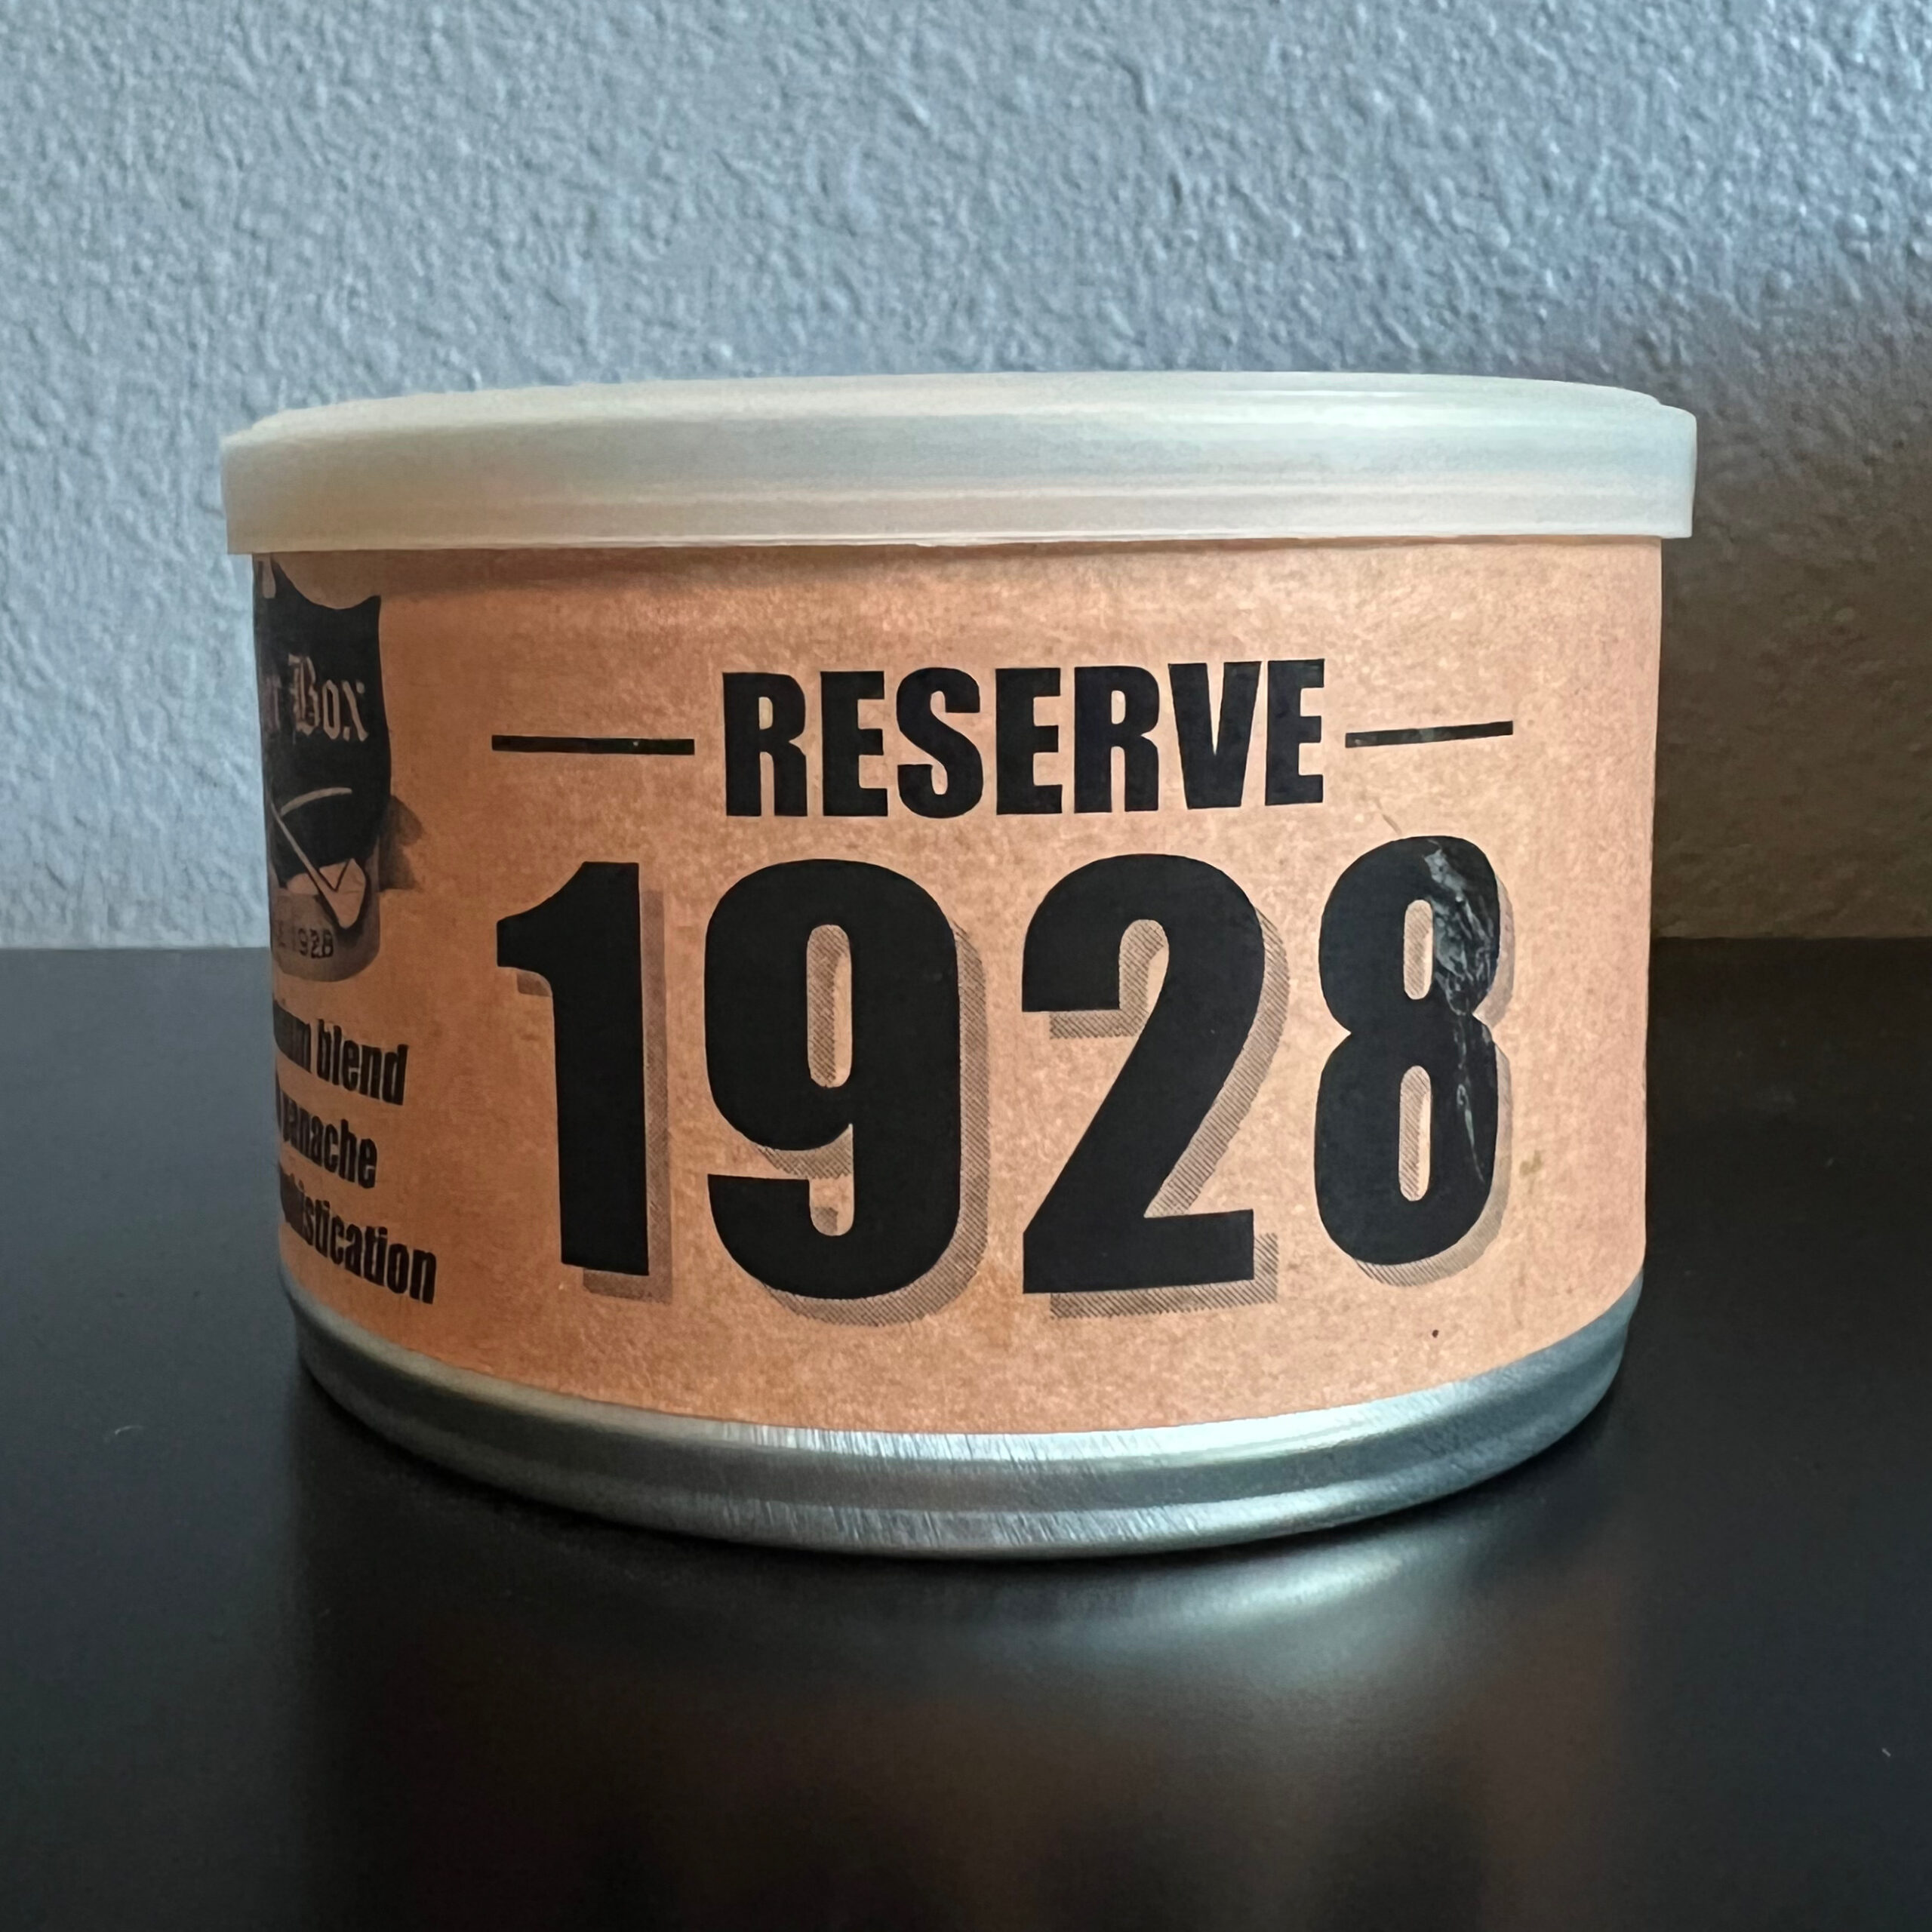 Box
1928
blend
panache
RESERVE
1928